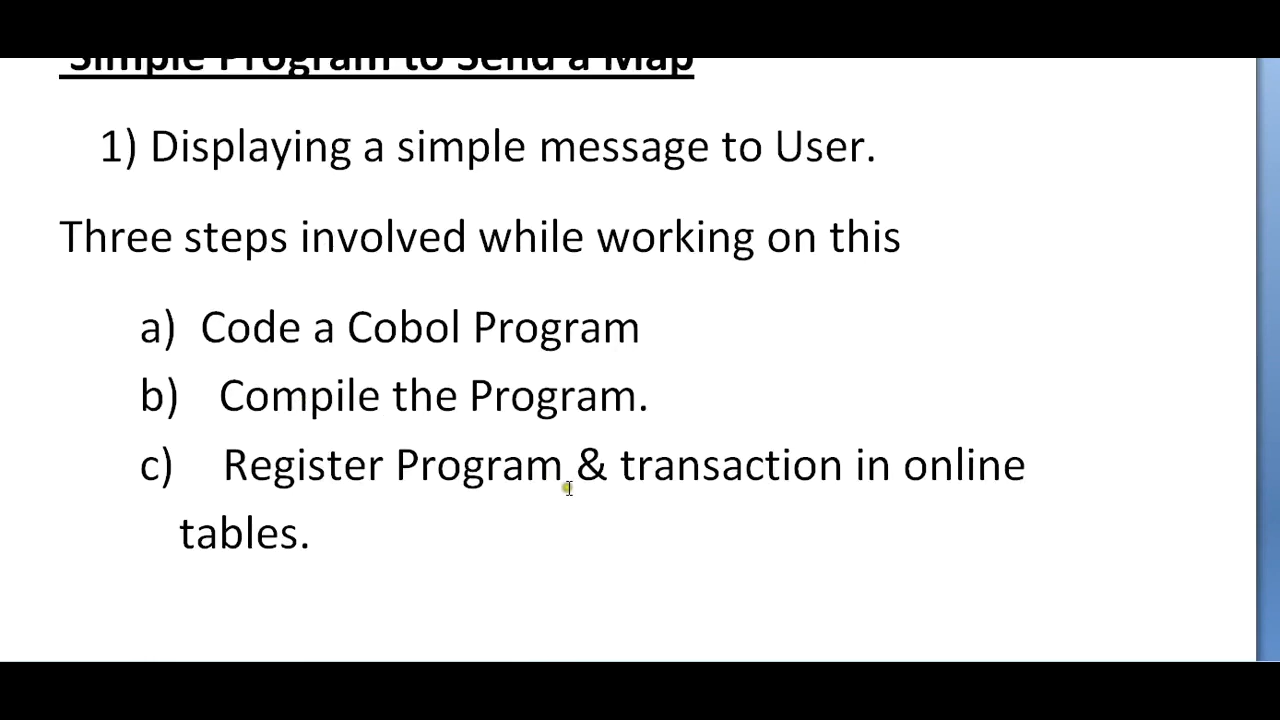 Simple Program to Send a Map
1) Displaying a simple message to User.
Three steps involved while working on this
a) Code a Cobol Program
b) Compile the Program.
c) Register Program & transaction in online
tables.